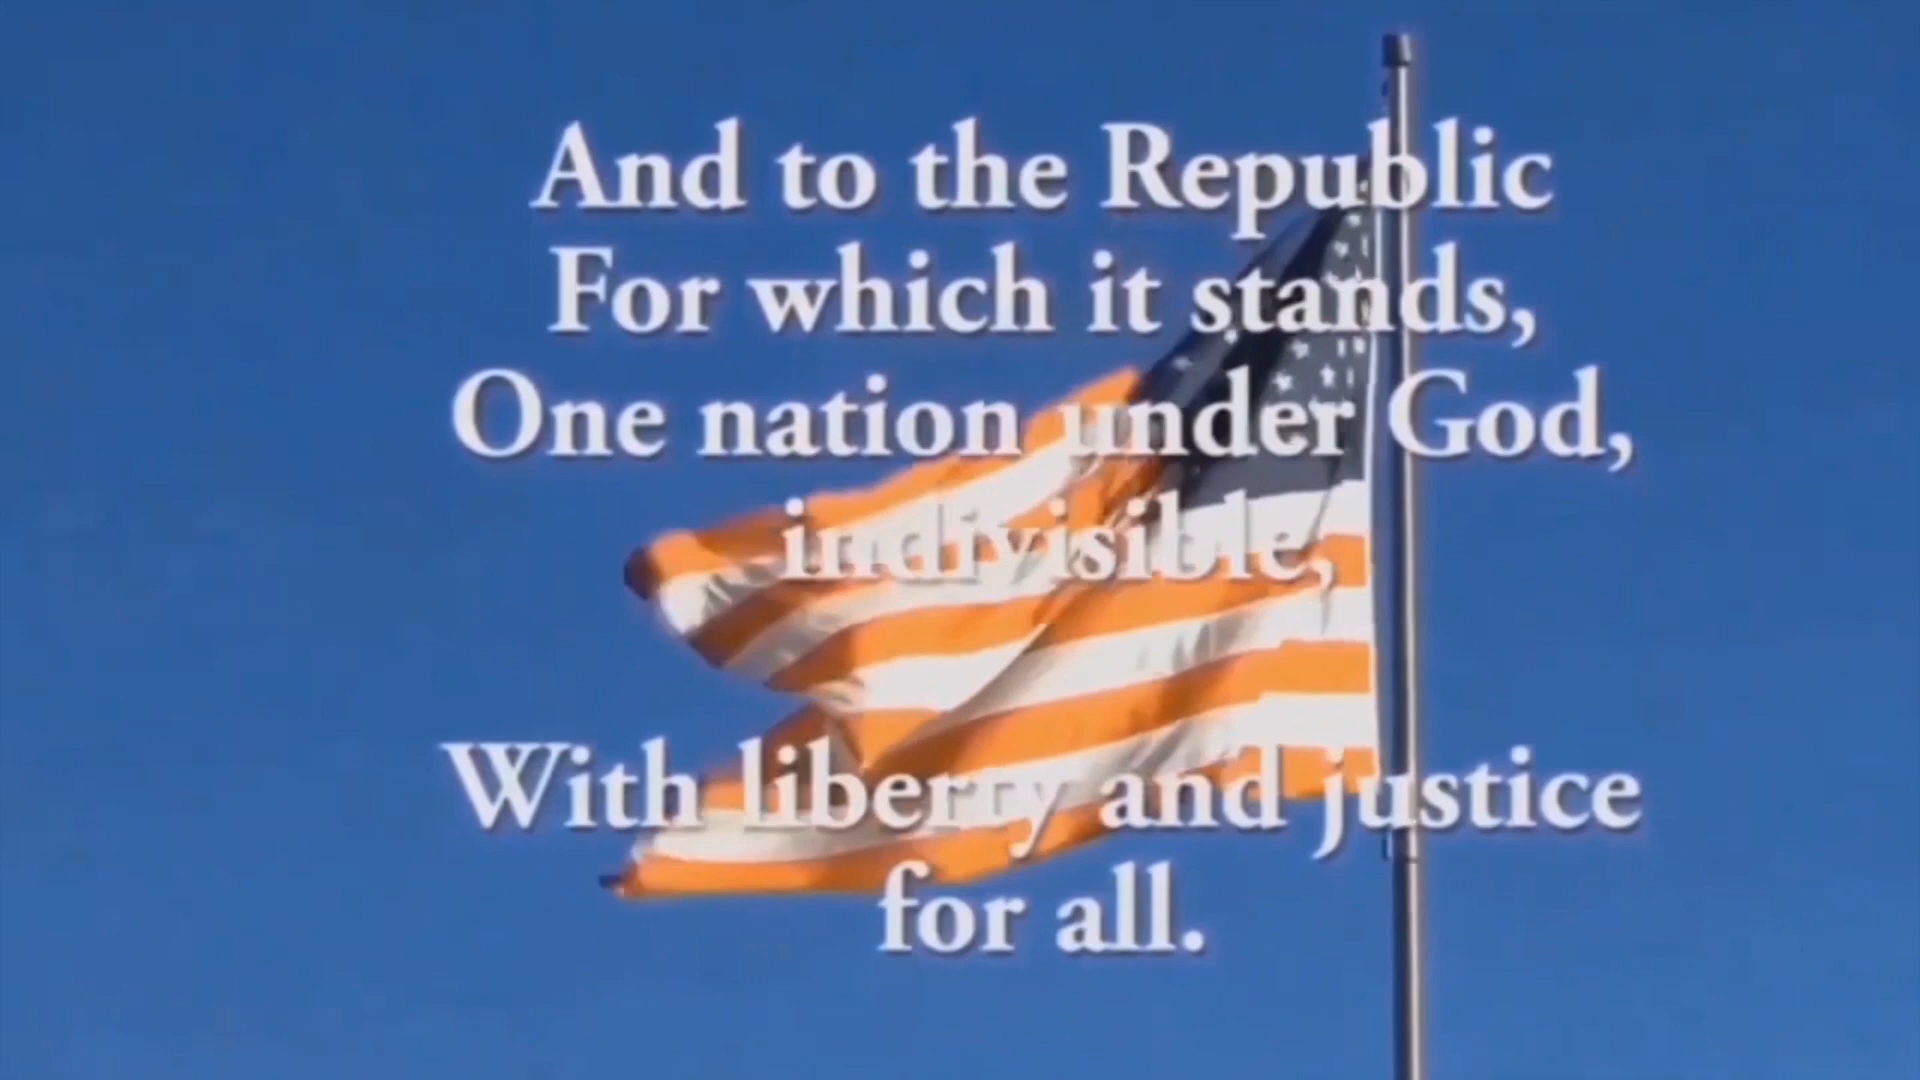 And to the Republic
For which it stands,
One nation under God,
indivisible,
With liberty and justice
for all.